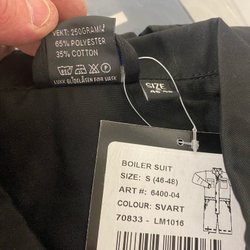 VEKT: 250GRAM
65% POLYESTER
35% COTTON
SIZE
BOILER SUIT
SIZE: S (46-48)
ART #: 6400-04
COLOUR: SVART
70833 - LM1016